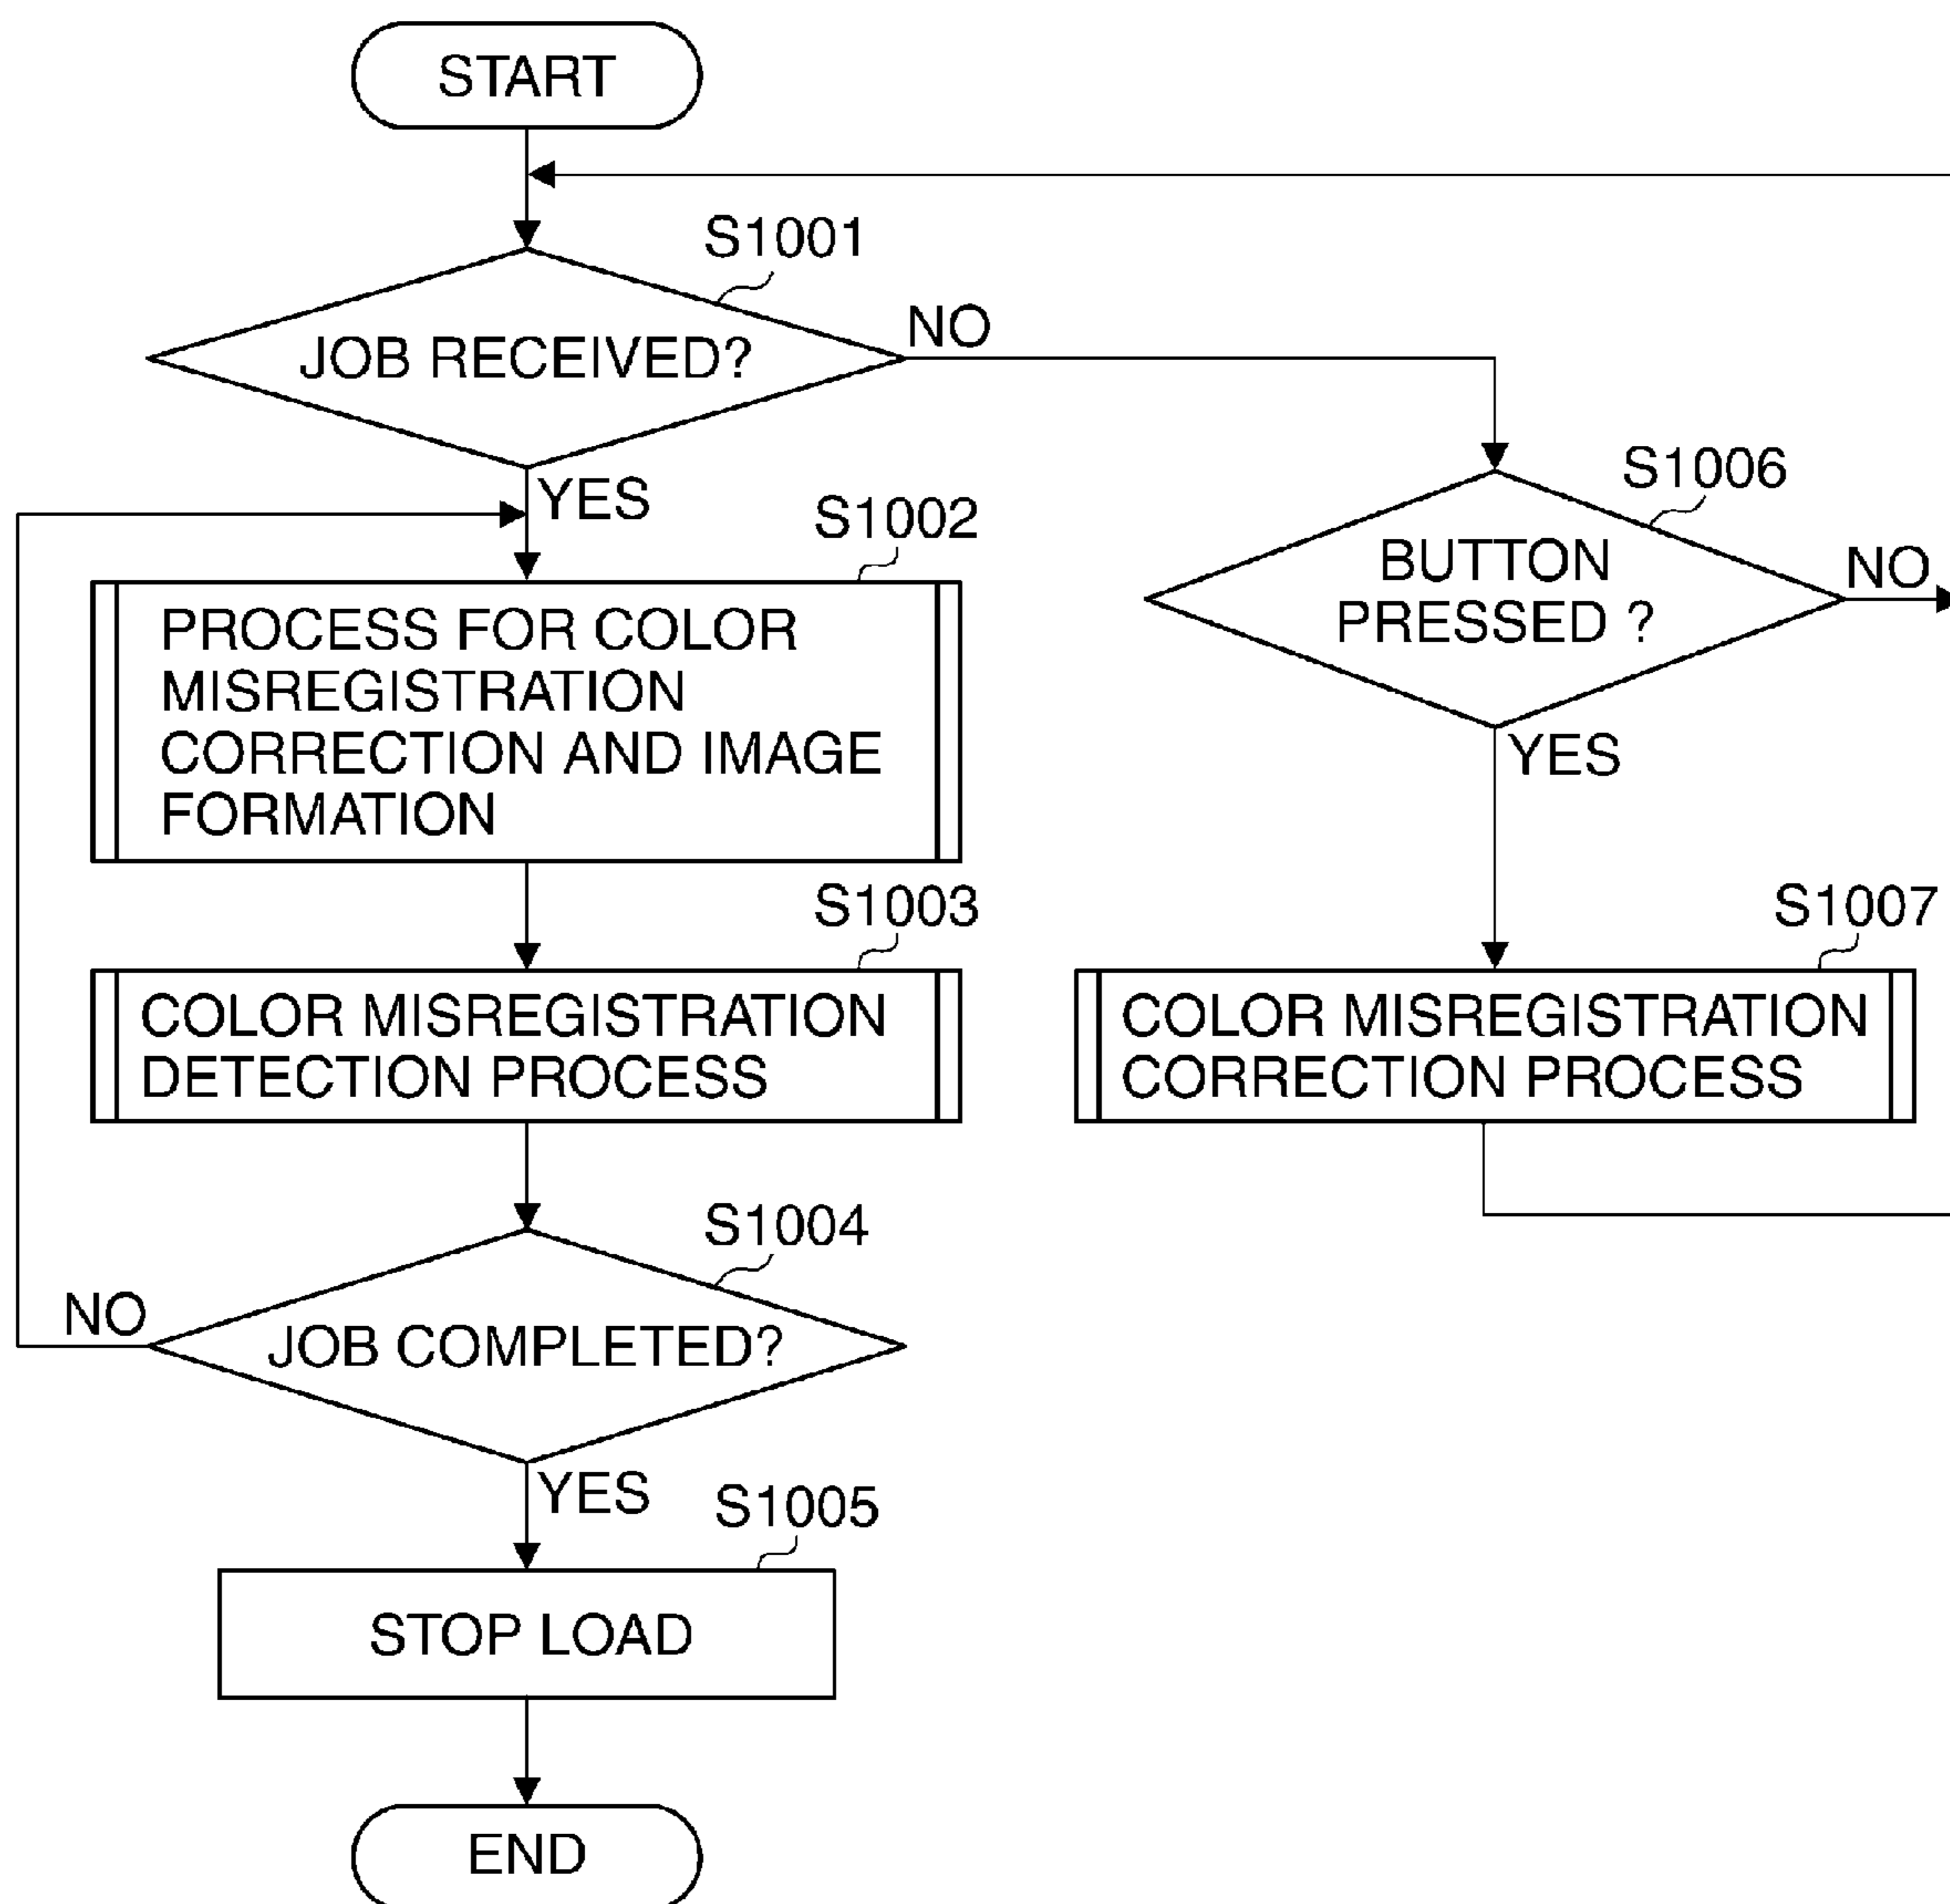 START
S1001
JOB RECEIVED?
NO
YES
S1002
PROCESS FOR COLOR
MISREGISTRATION
CORRECTION AND IMAGE
FORMATION
S1003
COLOR MISREGISTRATION
DETECTION PROCESS
S1004
NO
JOB COMPLETED?
YES
S1005
STOP LOAD
END
S1006
BUTTON
PRESSED ?
NO
YES
S1007
COLOR MISREGISTRATION
CORRECTION PROCESS